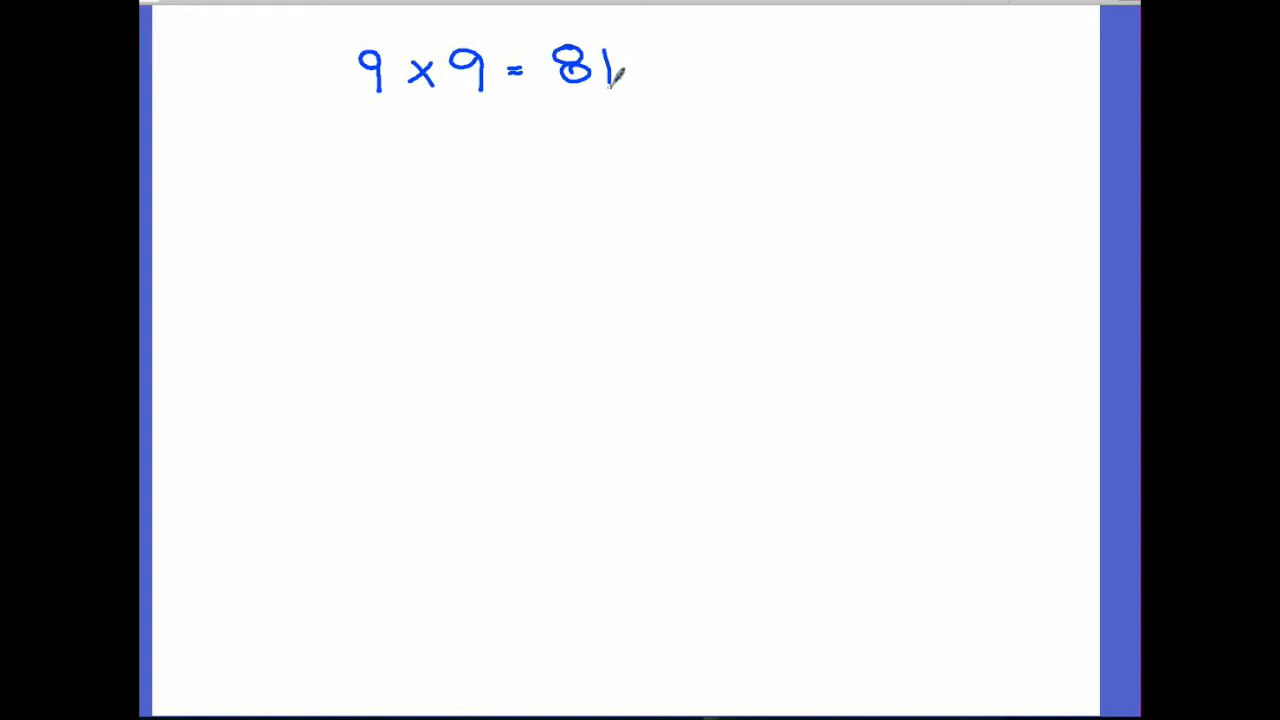 9 × 9 = 81